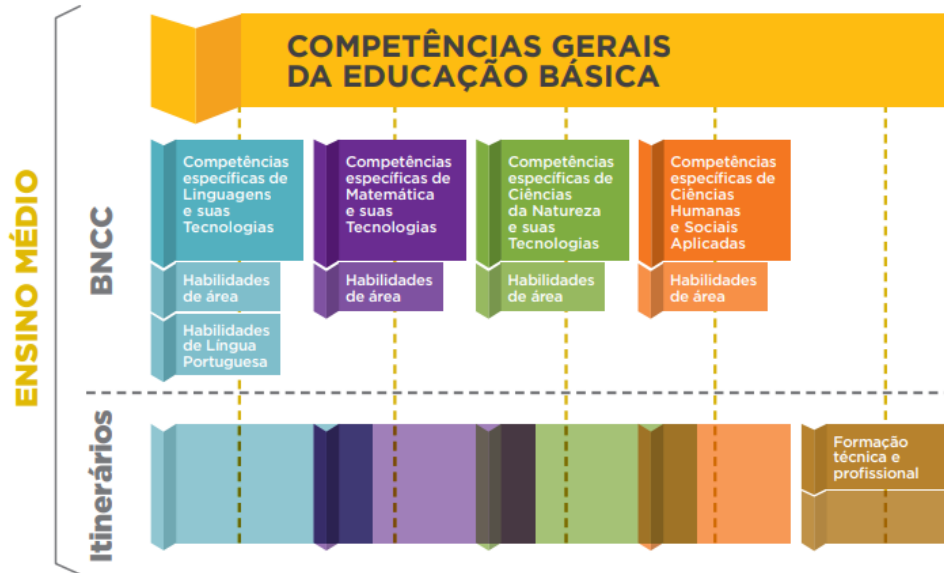 COMPETÊNCIAS GERAIS
DA EDUCAÇÃO BÁSICA
ENSINO MÉDIO
BNCC
Competências
específicas de
Linguagens
e suas
Tecnologias
Habilidades
de área
Habilidades
de Língua
Portuguesa
Competências
específicas de
Matemática
e suas
Tecnologias
Habilidades
de área
Competências
específicas de
Ciências
da Natureza
e suas
Tecnologias
Habilidades
de área
Competências
específicas de
Ciências
Humanas
e Sociais
Aplicadas
Habilidades
de área
Itinerários
Formação
técnica e
profissional